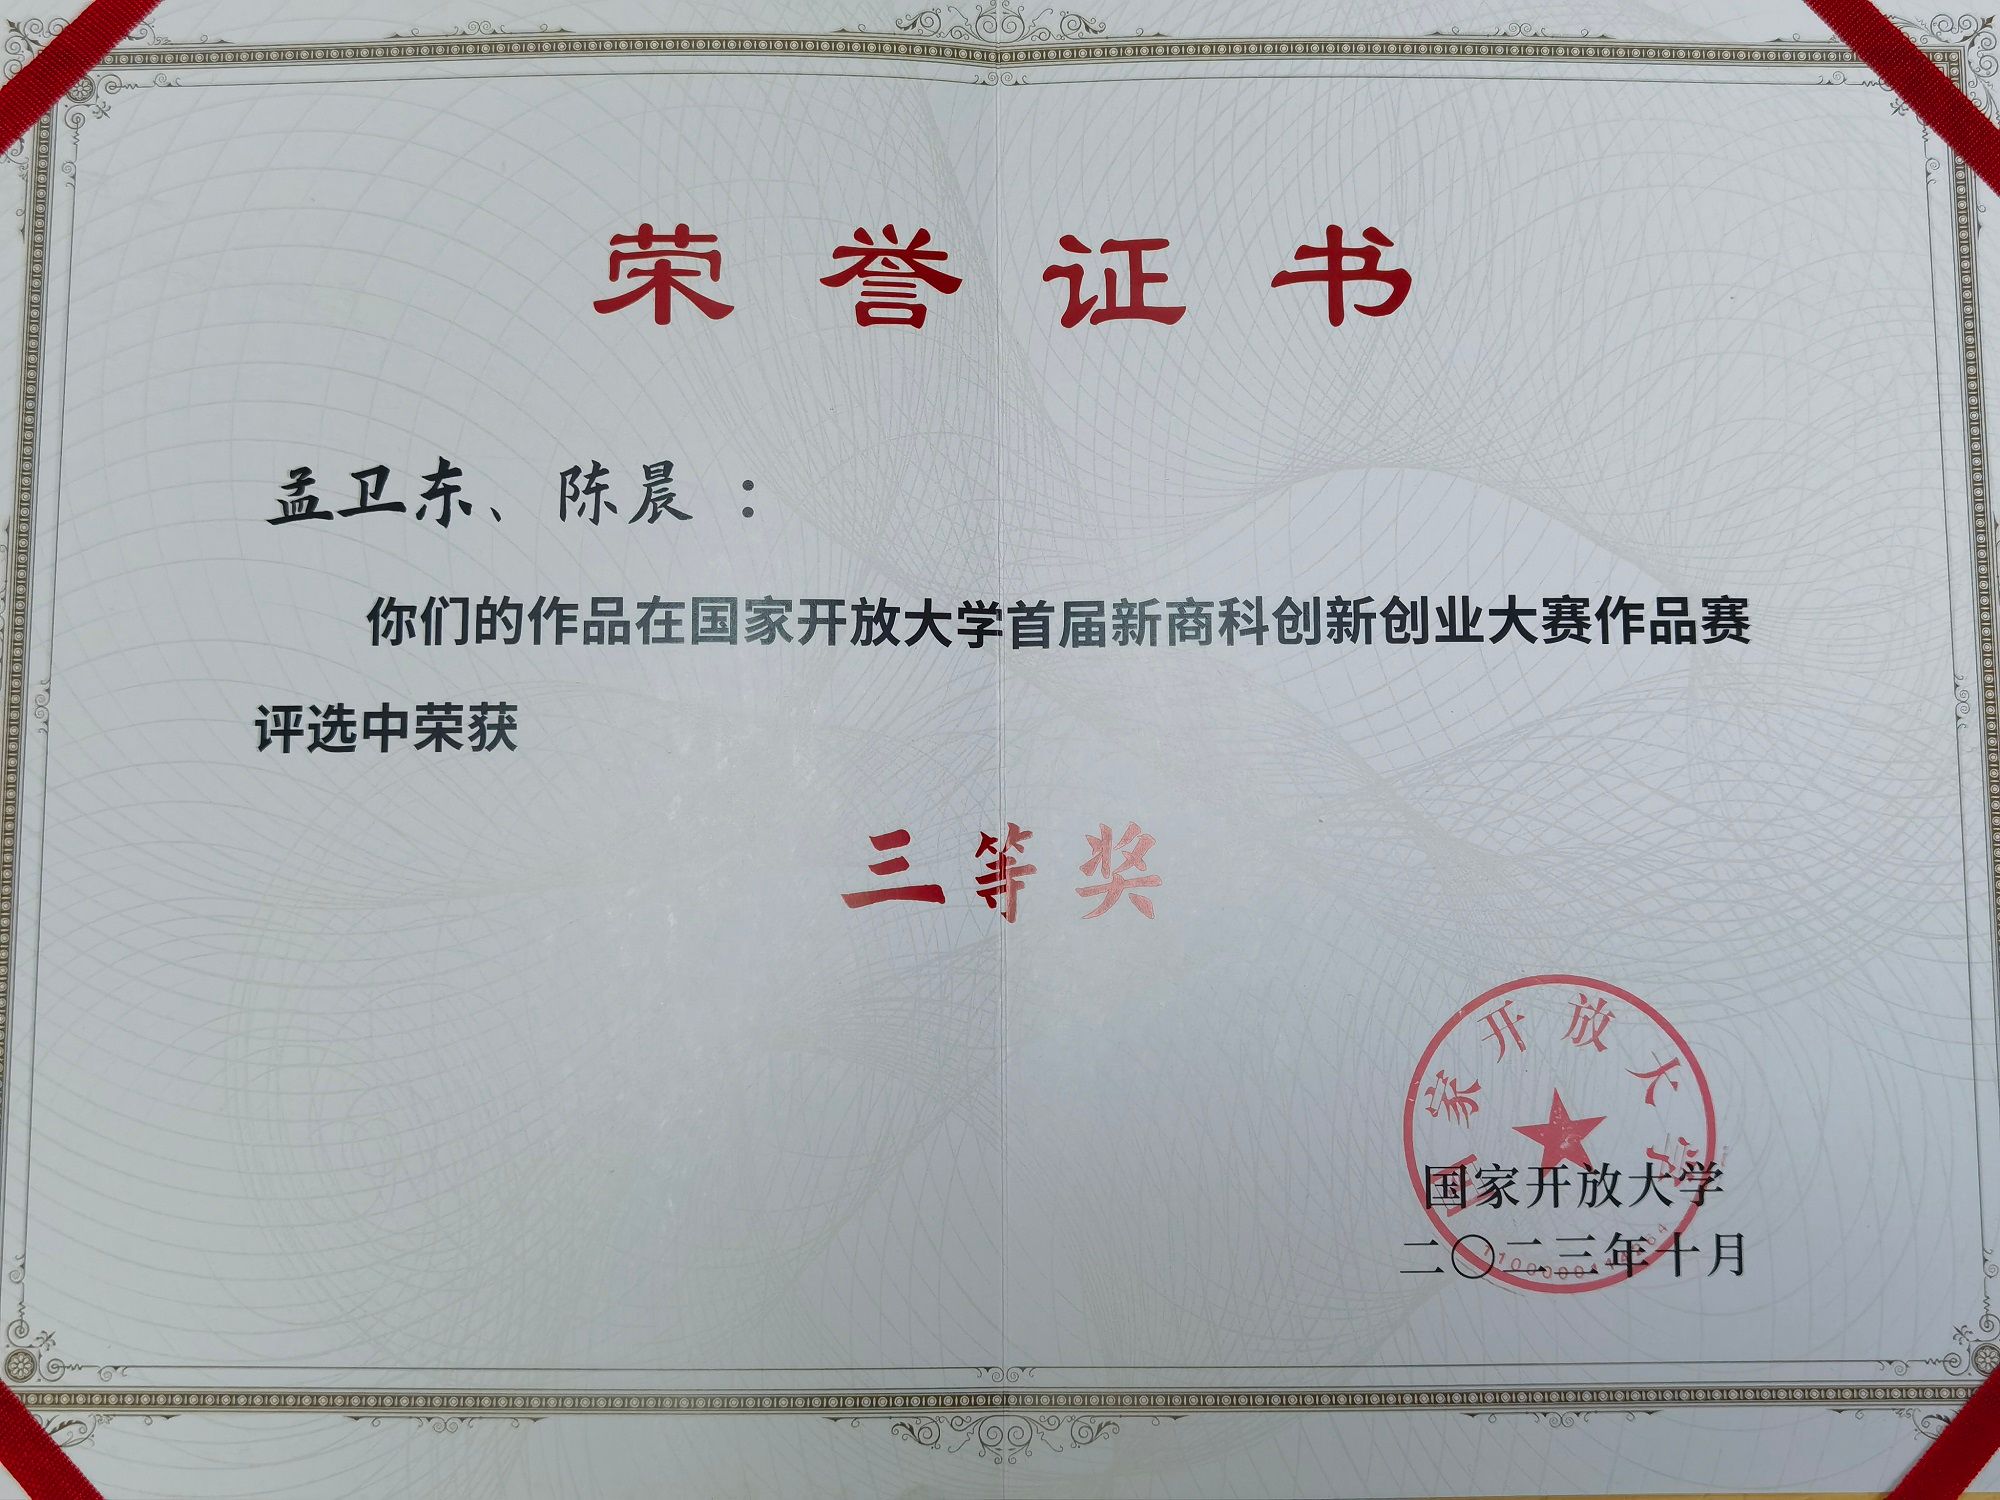 荣誉证书
孟卫东、陈晨：
你们的作品在国家开放大学首届新商科创新创业大赛作品赛
评选中荣获
三等奖
国家开放大学
国家开放大学
二〇二三年十月